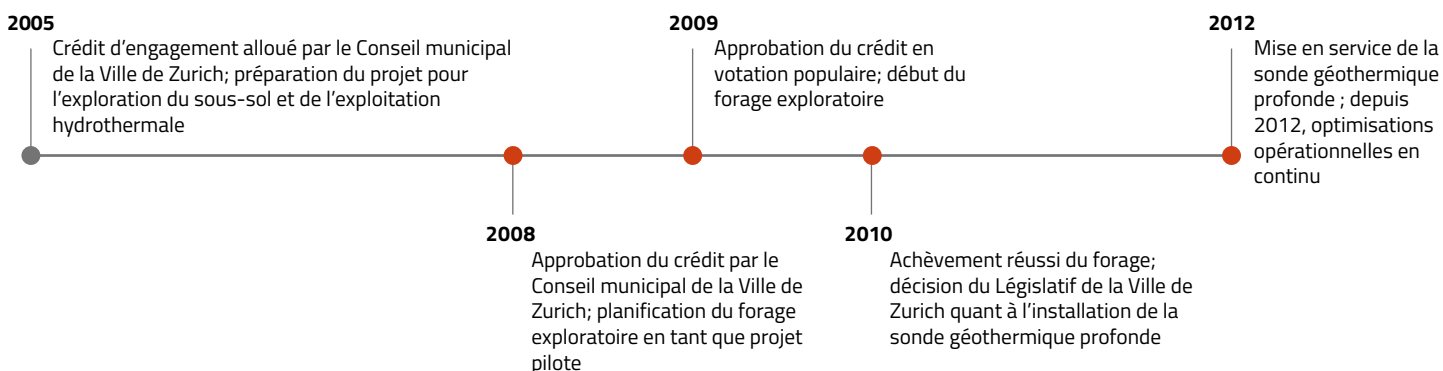 2005
Crédit d’engagement alloué par le Conseil municipal
de la Ville de Zurich; préparation du projet pour
l’exploration du sous-sol et de l’exploitation
hydrothermale
2008
Approbation du crédit par le
Conseil municipal de la Ville de
Zurich; planification du forage
exploratoire en tant que projet
pilote
2009
Approbation du crédit en
votation populaire; début du
forage exploratoire
2010
Achèvement réussi du forage;
décision du Législatif de la Ville de
Zurich quant à l’installation de la
sonde géothermique profonde
2012
Mise en service de la
sonde géothermique
profonde ; depuis
2012, optimisations
opérationnelles en
continu